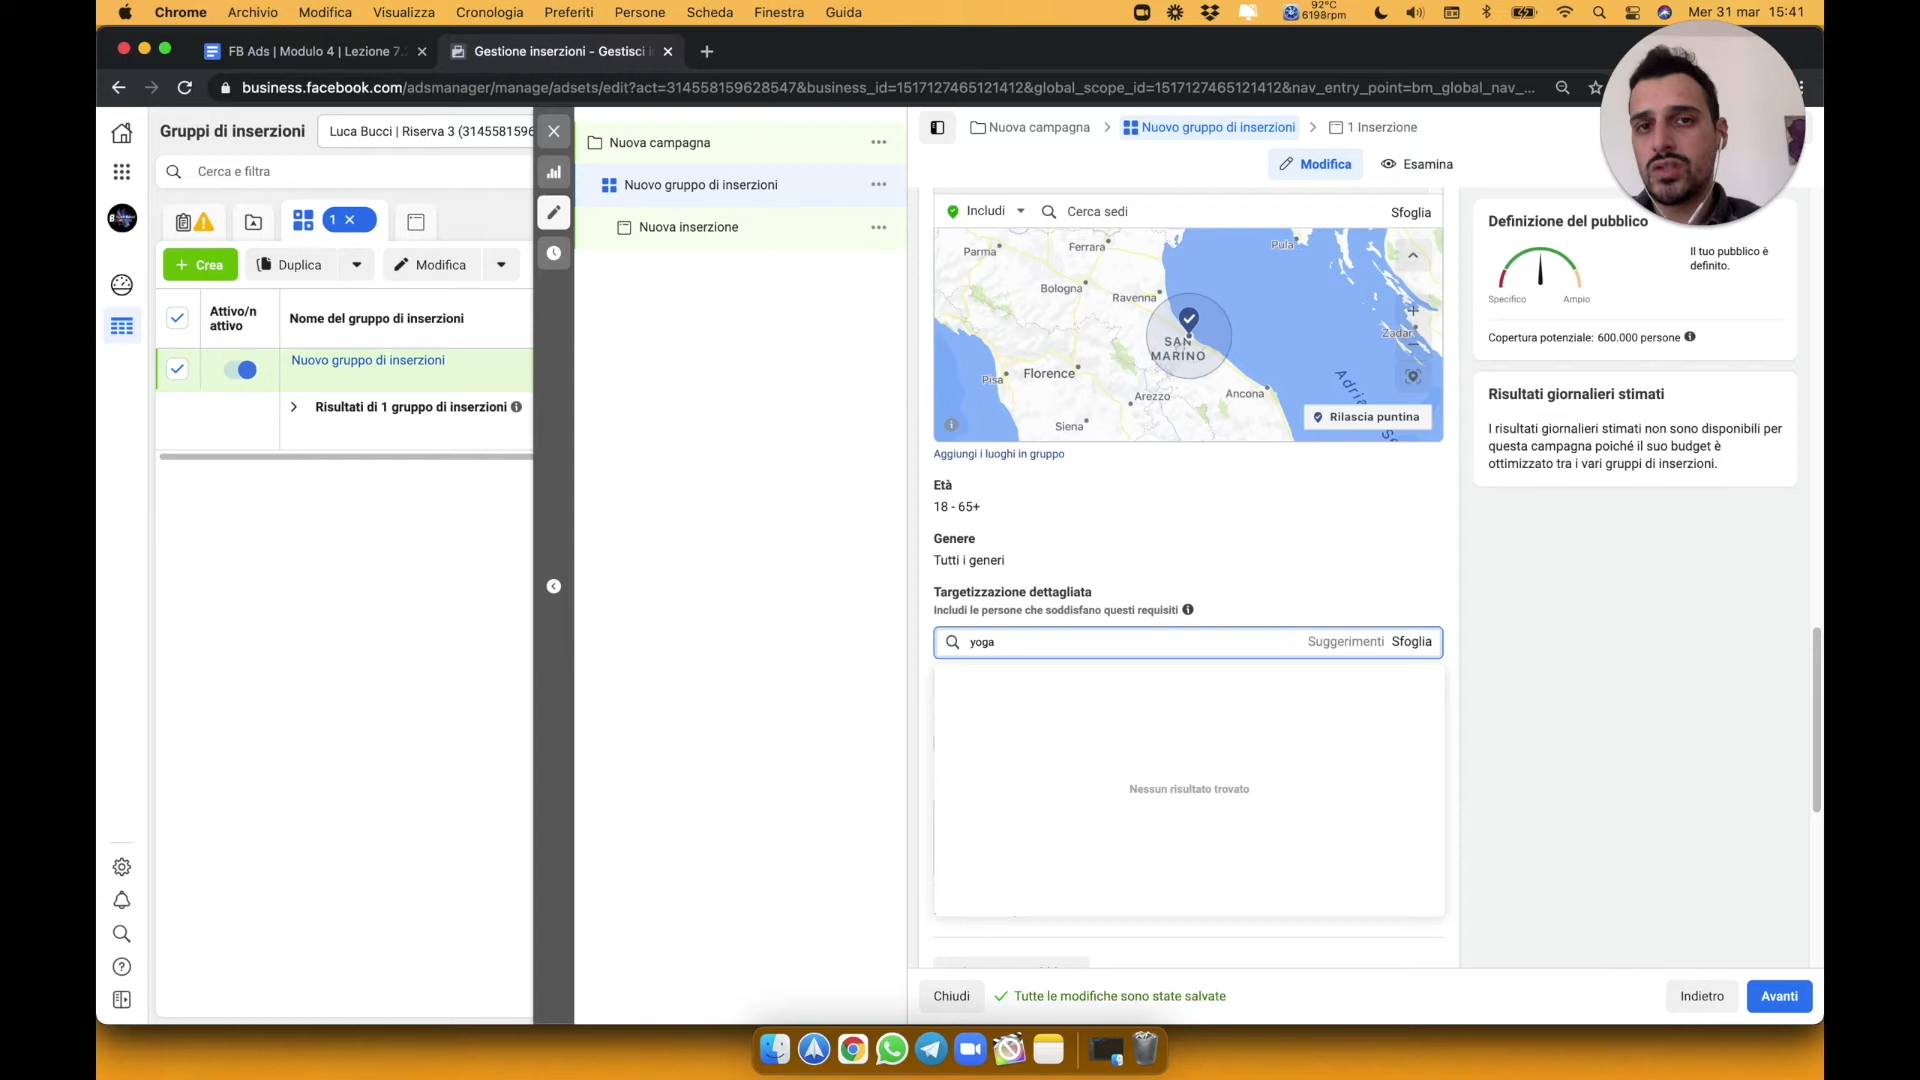 Chrome Archivio Modifica Visualizza Cronologia Preferiti Persone Scheda Finestra Guida
92°C
6198rpm
Mer 31 mar 15:41
FB Ads | Modulo 4 | Lezione 7.
Gestione inserzioni - Gestisci i
business.facebook.com/adsmanager/manage/adsets/edit?act=314558159628547&business_id=1517127465121412&global_scope_id=1517127465121412&nav_entry_point=bm_global_nav_...
Gruppi di inserzioni
Luca Bucci | Riserva 3 (3145581596
Cerca e filtra
1
Crea
Duplica
Modifica
Attivo/n
attivo
Nome del gruppo di inserzioni
Nuovo gruppo di inserzioni
Risultati di 1 gruppo di inserzioni
Nuova campagna
Nuovo gruppo di inserzioni
Nuova inserzione
Nuova campagna
Nuovo gruppo di inserzioni
1 Inserzione
Modifica
Esamina
Includi
Cerca sedi
Sfoglia
Parma
Ferrara
Pula
Bologna
Ravenna
Zadar
SAN
MARINO
Pisa
Florence
Arezzo
Ancona
Siena
Adriatic S
Rilascia puntina
Aggiungi i luoghi in gruppo
Età
18 - 65+
Genere
Tutti i generi
Targetizzazione dettagliata
Includi le persone che soddisfano questi requisiti
yoga
Suggerimenti
Sfoglia
Nessun risultato trovato
Chiudi
Tutte le modifiche sono state salvate
Indietro
Avanti
Definizione del pubblico
Specifico
Ampio
Il tuo pubblico è
definito.
Copertura potenziale: 600.000 persone
Risultati giornalieri stimati
I risultati giornalieri stimati non sono disponibili per
questa campagna poiché il suo budget è
ottimizzato tra i vari gruppi di inserzioni.